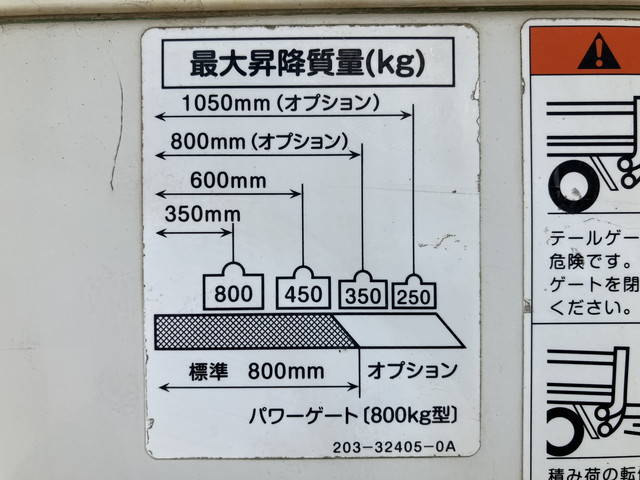 最大昇降質量(kg)
1050mm(オプション)
800mm(オプション)
600mm
350mm
800 450 350 250
標準 800mm オプション
パワーゲート〔800kg型〕
203-32405-0A
テールゲー
危険です。
ゲートを閉
ください。
積み荷の転